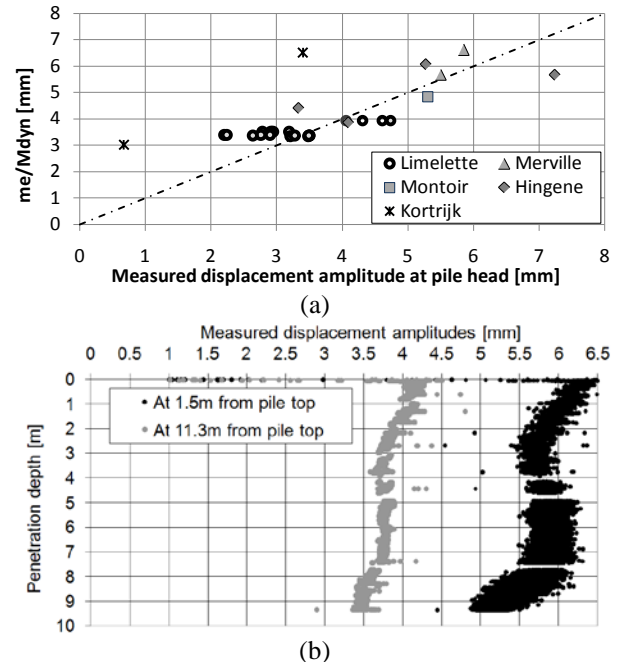 8
7
6
5
4
3
2
1
0
me/Mdyn [mm]
Limelette
Merville
Montoir
Hingene
Kortrijk
0 1 2 3 4 5 6 7 8
Measured displacement amplitude at pile head [mm]
(a)
Measured displacement amplitudes [mm]
0 0.5 1 1.5 2 2.5 3 3.5 4 4.5 5 5.5 6 6.5
At 1.5m from pile top
At 11.3m from pile top
Penetration depth [m]
0
1
2
3
4
5
6
7
8
9
10
(b)